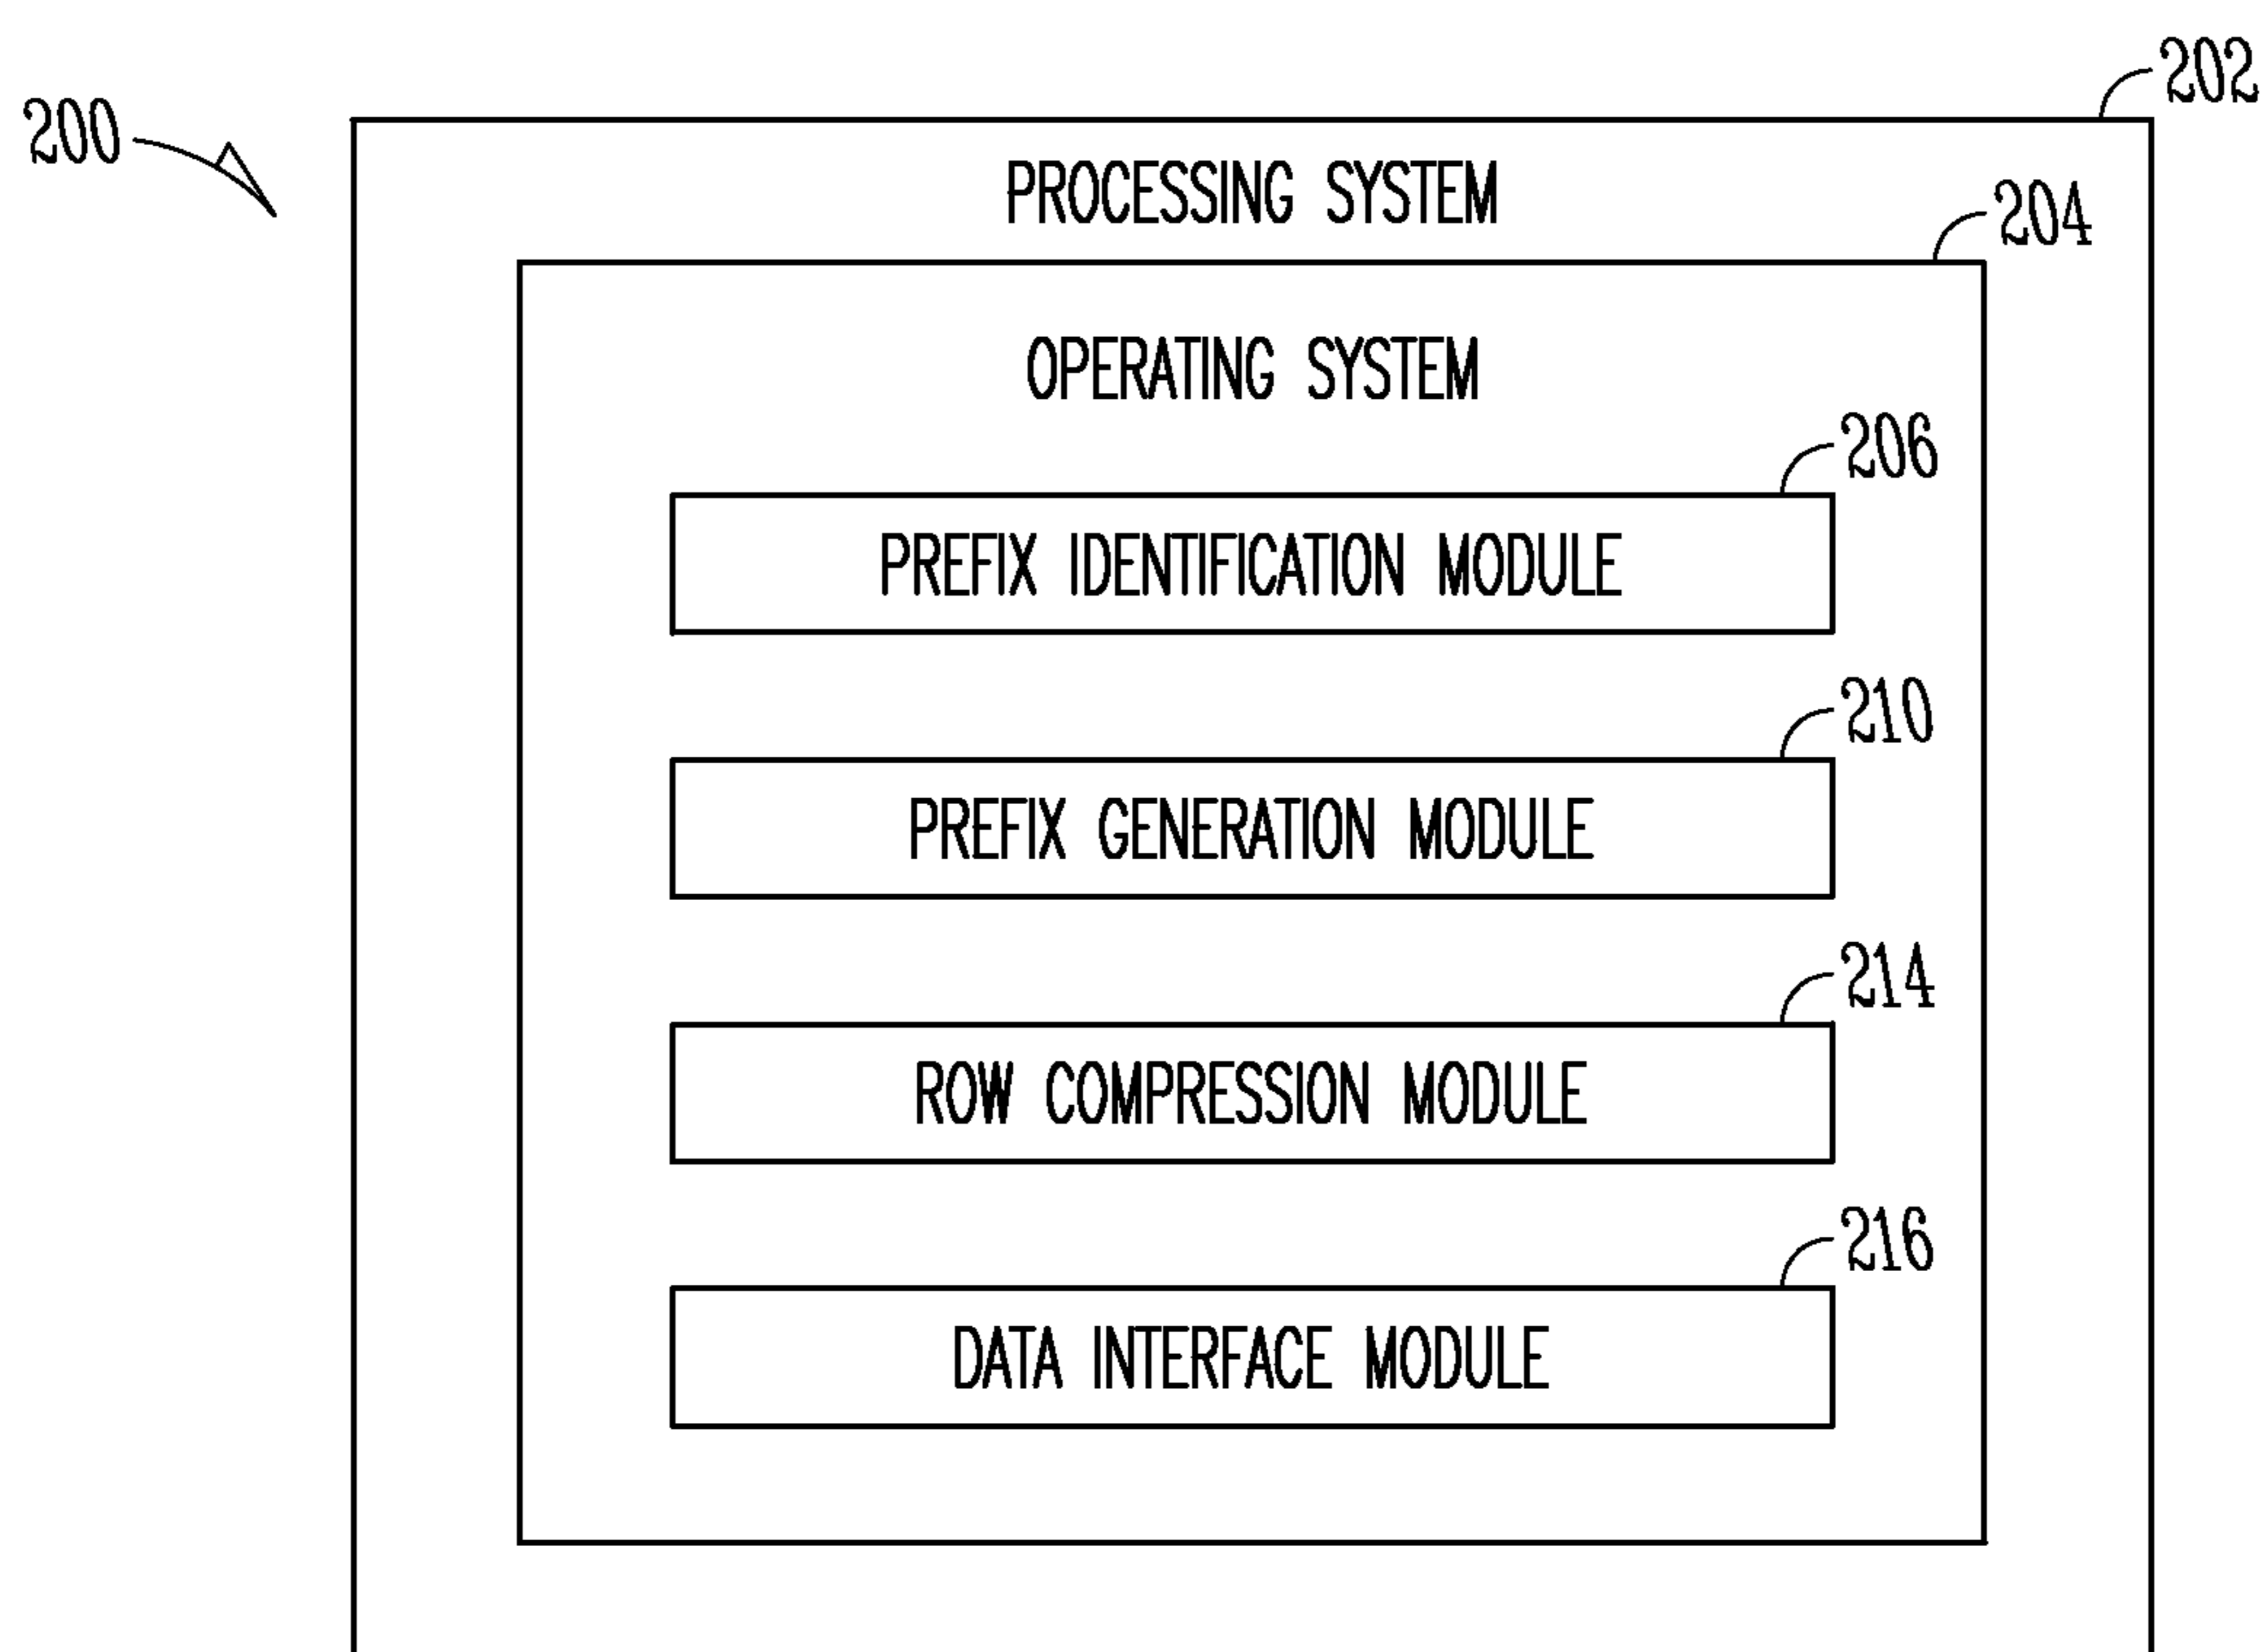 202
200
PROCESSING SYSTEM
204
OPERATING SYSTEM
206
PREFIX IDENTIFICATION MODULE
210
PREFIX GENERATION MODULE
214
ROW COMPRESSION MODULE
216
DATA INTERFACE MODULE